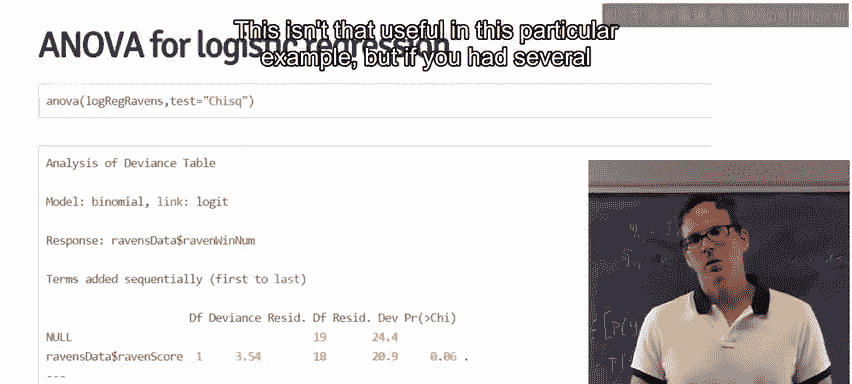 This isn't that useful in this particular
example, but if you had several
ANOVA for logistic regression
anova(logRegRavens,test="Chisq")
Analysis of Deviance Table
Model: binomial, link: logit
Response: ravensData$ravenWinNum
Terms added sequentially (first to last)
Df Deviance Resid. Df Resid. Dev Pr(>Chi)
NULL 19 24.4
ravensData$ravenScore 1 3.54 18 20.9 0.06 .
---